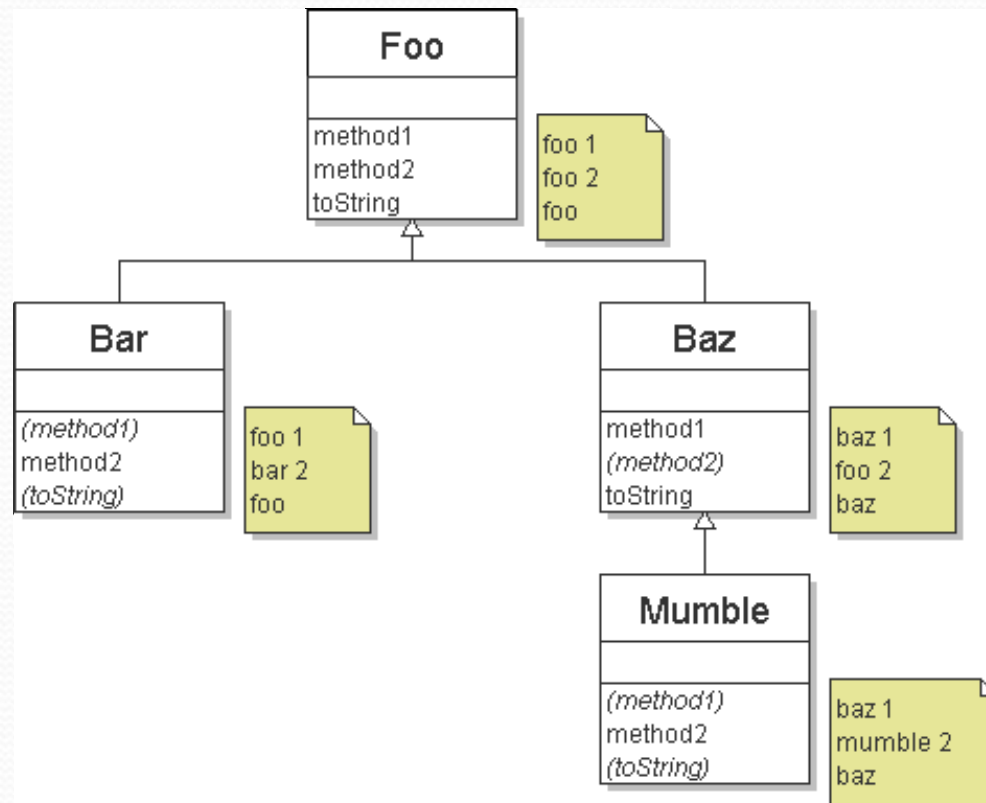 Foo
method1
method2
toString
foo 1
foo 2
foo
Bar
(method1)
method2
(toString)
foo 1
bar 2
foo
Baz
method1
(method2)
toString
baz 1
foo 2
baz
Mumble
(method1)
method2
(toString)
baz 1
mumble 2
baz